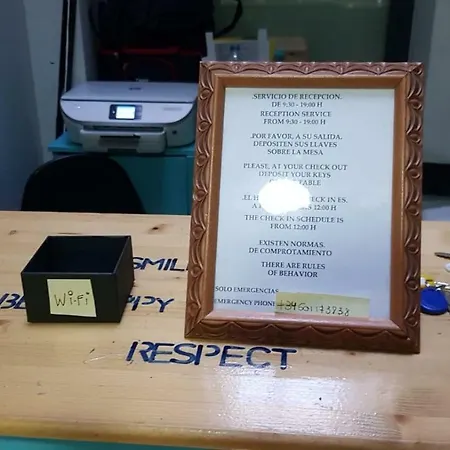 .SERVICIO DE RECEPCION.
DE 9:30 - 19:00 H
RECEPTION SERVICE
FROM 9:30 - 19:00H
.POR FAVOR, A SU SALIDA.
DEPOSITEN SUS LLAVES
SOBRE LA MESA
PLEASE, AT YOUR CHECK OUT
DEPOSIT YOUR KEYS
TABLE
CHECK IN ES.
12:00 H
THE CHECK IN SCHEDULE IS
FROM 12:00H
EXISTEN NORMAS.
DE COMPROTAMIENTO
THERE ARE RULES
OF BEHAVIOR
SOLO EMERGENCIAS
EMERGENCY PHONE
Wi-Fi
SMIL
PPY
RESPECT